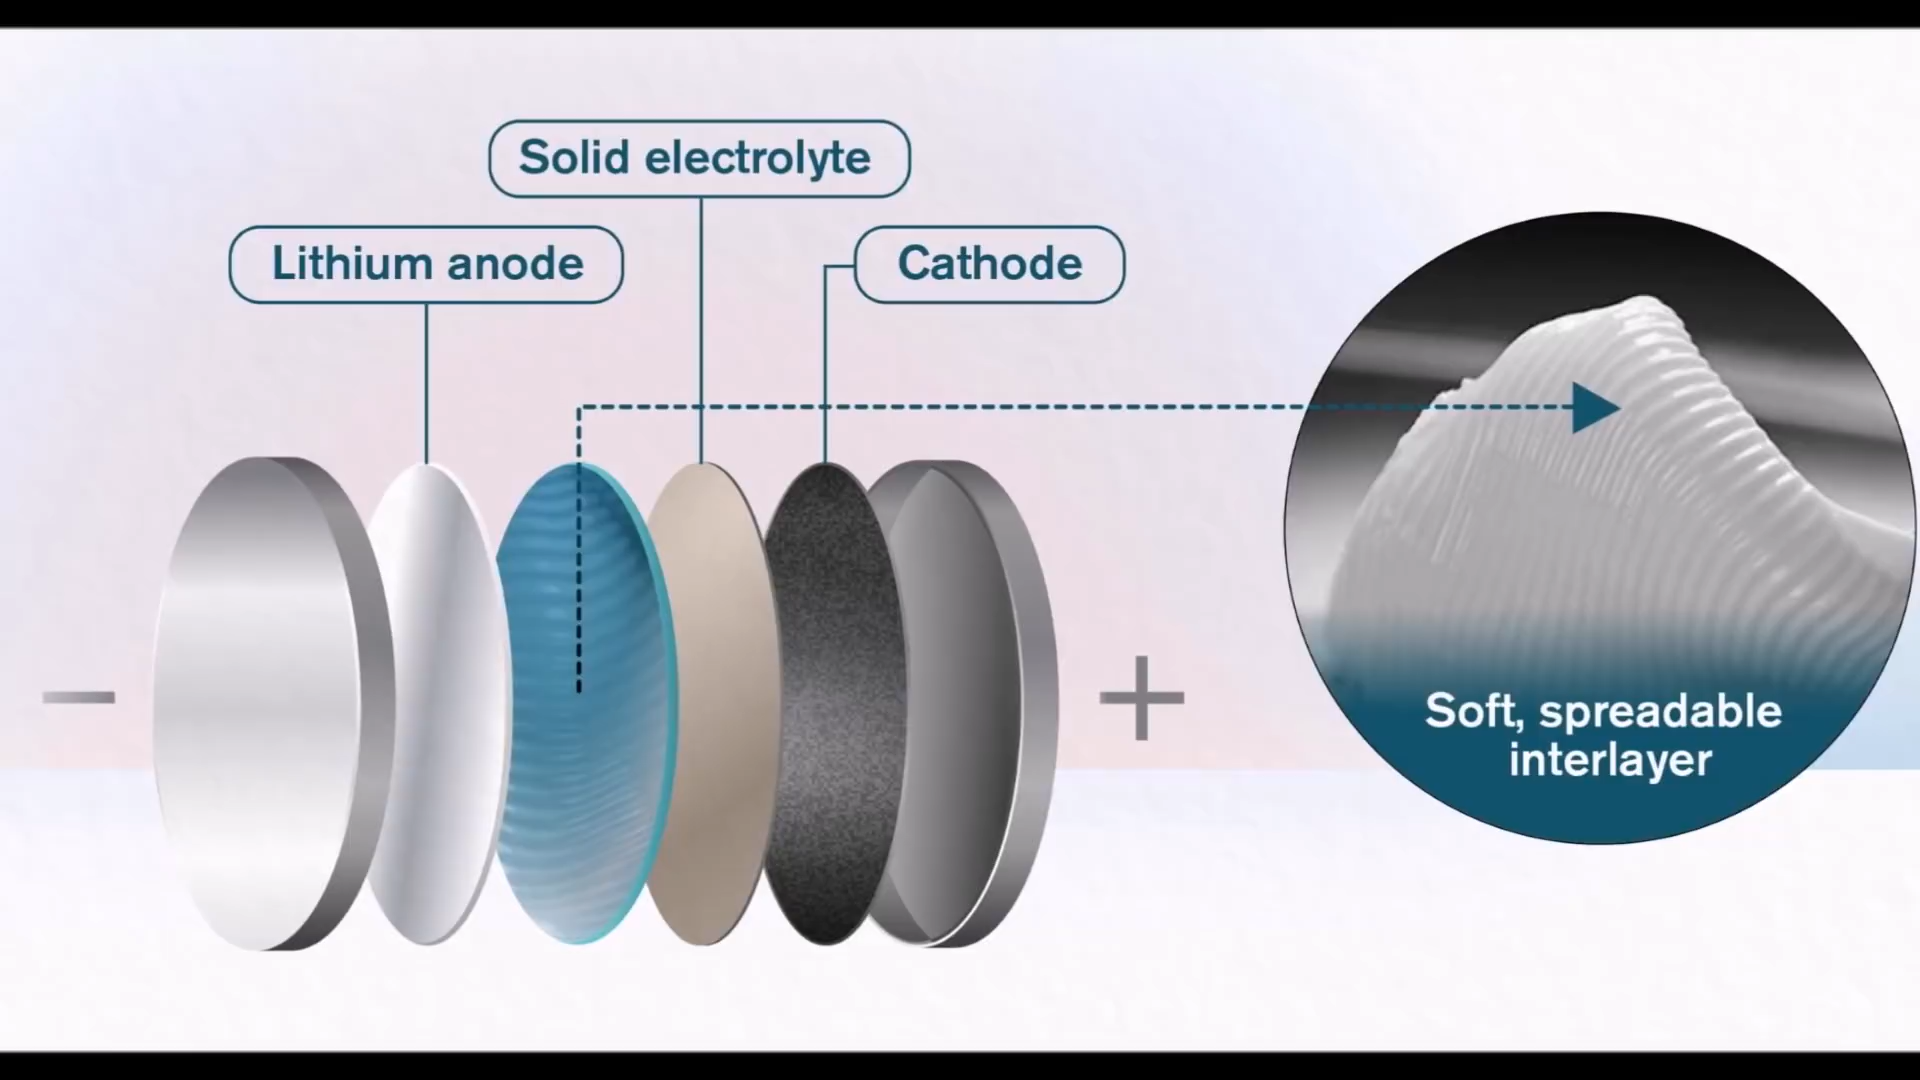 Solid electrolyte
Lithium anode
Cathode
Soft, spreadable
interlayer